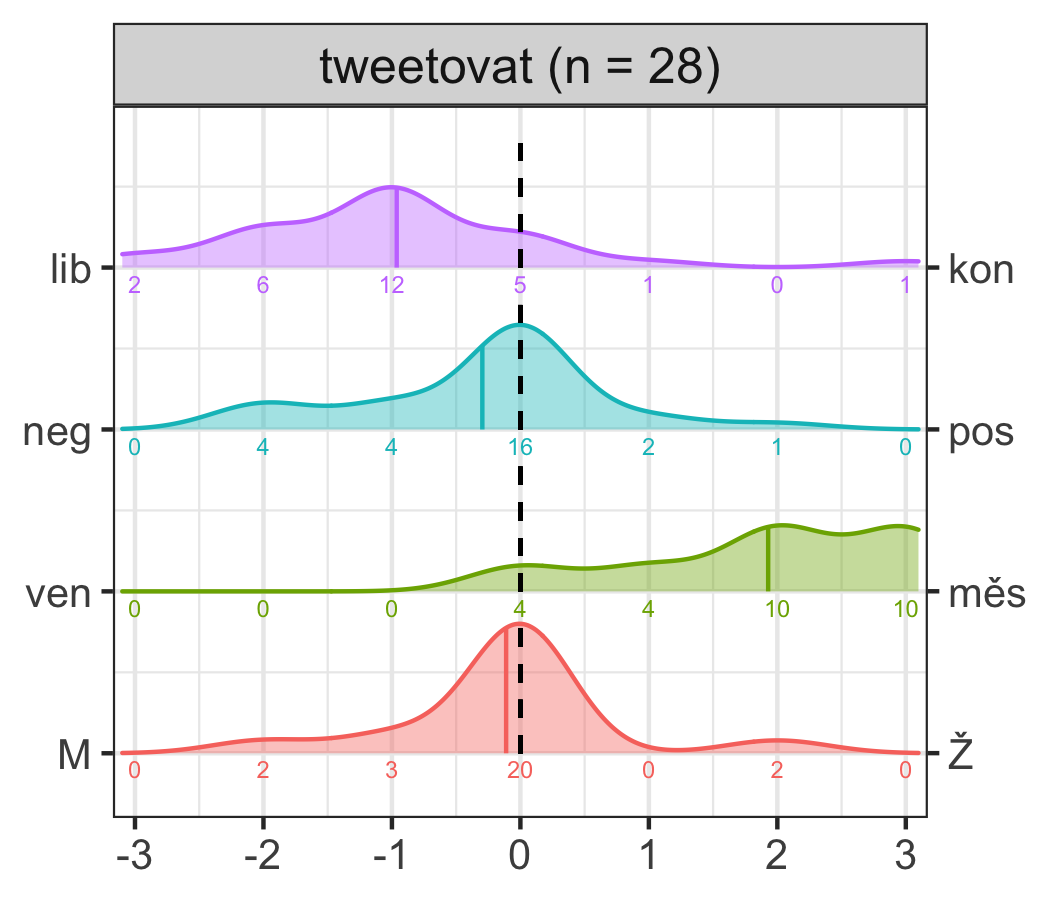 tweetovat (n = 28)
lib kon
2 6 12 5 1 0 1
neg pos
0 4 4 16 2 1 0
ven měs
0 0 0 4 4 10 10
M Ž
0 2 3 20 0 2 0
-3 -2 -1 0 1 2 3